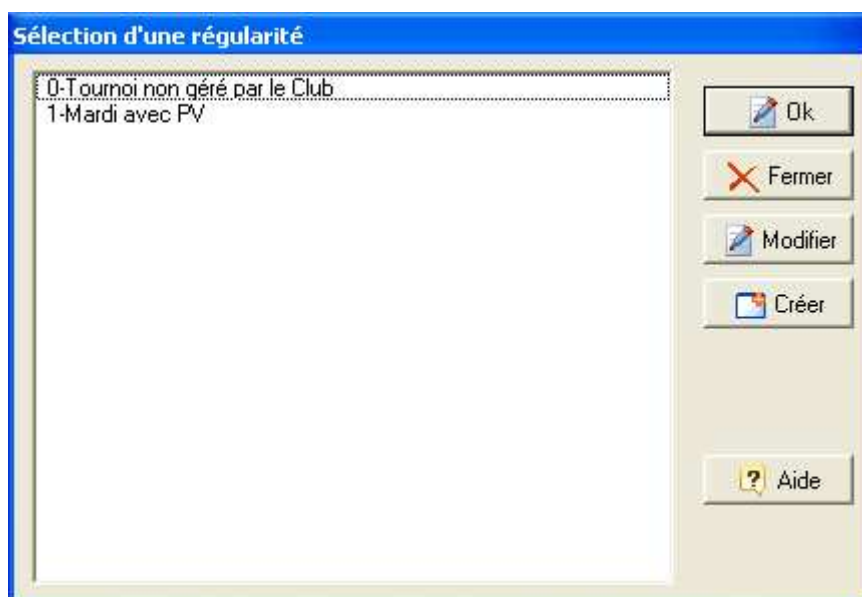 Sélection d'une régularité
0-Tournoi non géré par le Club
1-Mardi avec PV
Ok
Fermer
Modifier
Créer
Aide